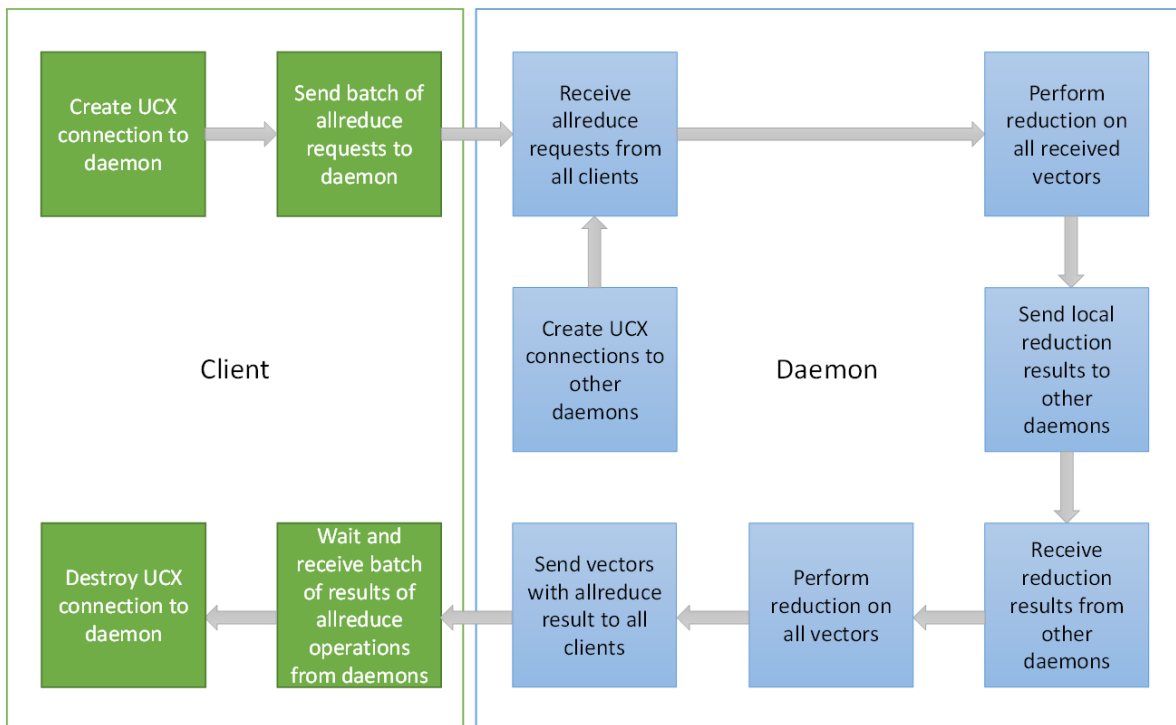 Create UCX
connection to
daemon
Send batch of
allreduce
requests to
daemon
Receive
allreduce
requests from
all clients
Perform
reduction on
all received
vectors
Client
Create UCX
connections to
other
daemons
Daemon
Send local
reduction
results to
other
daemons
Destroy UCX
connection to
daemon
Wait and
receive batch
of results of
allreduce
operations
from daemons
Send vectors
with allreduce
result to all
clients
Perform
reduction on
all vectors
Receive
reduction
results from
other
daemons